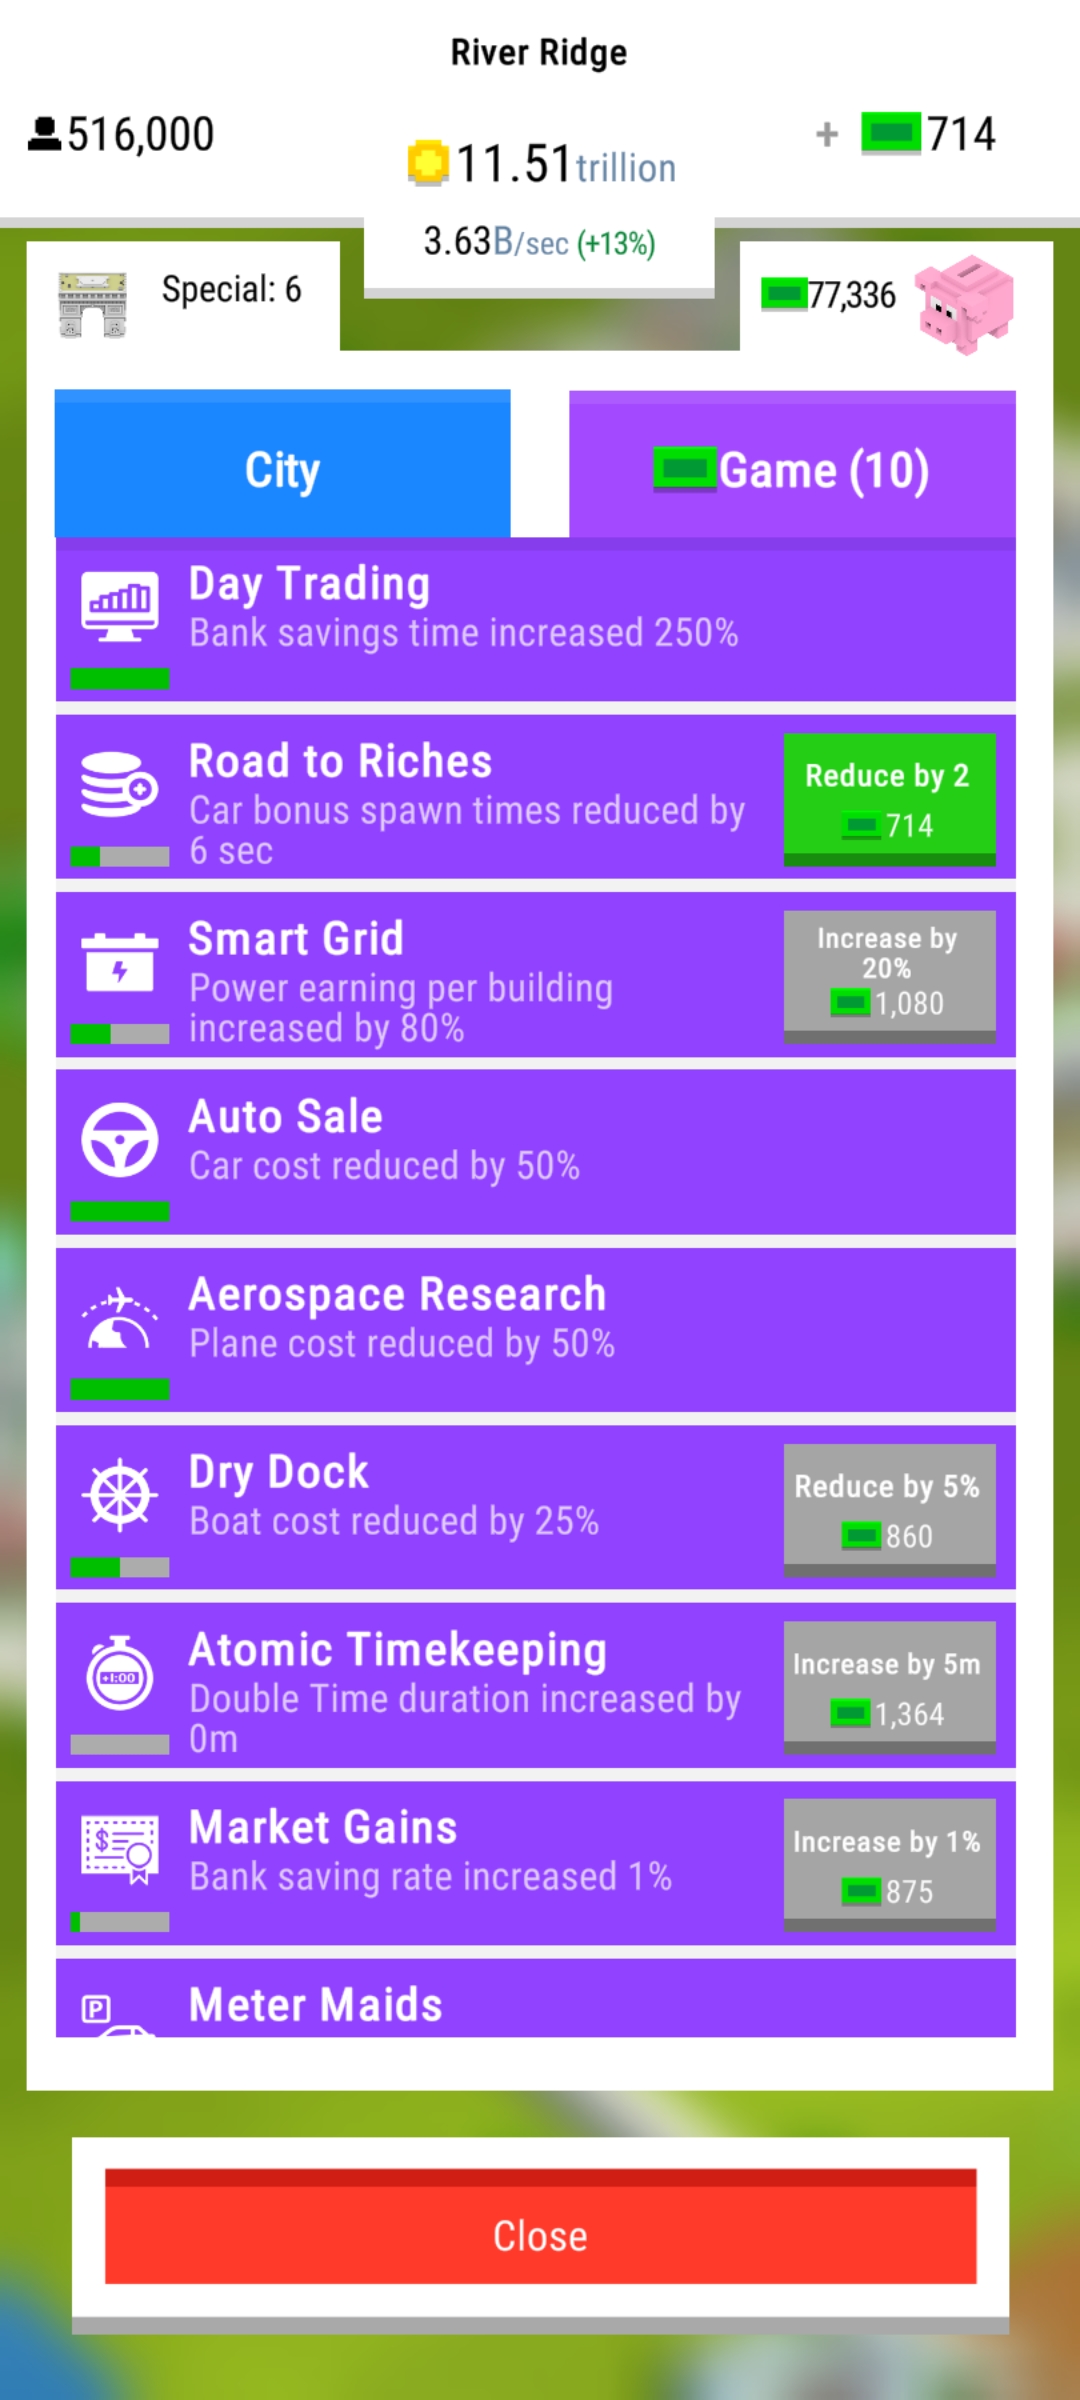 River Ridge
516,000
11.51trillion
+ 714
3.63B/sec (+13%)
Special: 6
77,336
City
Game (10)
Day Trading
Bank savings time increased 250%
Road to Riches
Car bonus spawn times reduced by
6 sec
Reduce by 2
714
Smart Grid
Power earning per building
increased by 80%
Increase by
20%
1,080
Auto Sale
Car cost reduced by 50%
Aerospace Research
Plane cost reduced by 50%
Dry Dock
Boat cost reduced by 25%
Reduce by 5%
860
+1:00
Atomic Timekeeping
Double Time duration increased by
0m
Increase by 5m
1,364
$
Market Gains
Bank saving rate increased 1%
Increase by 1%
875
P
Meter Maids
Close